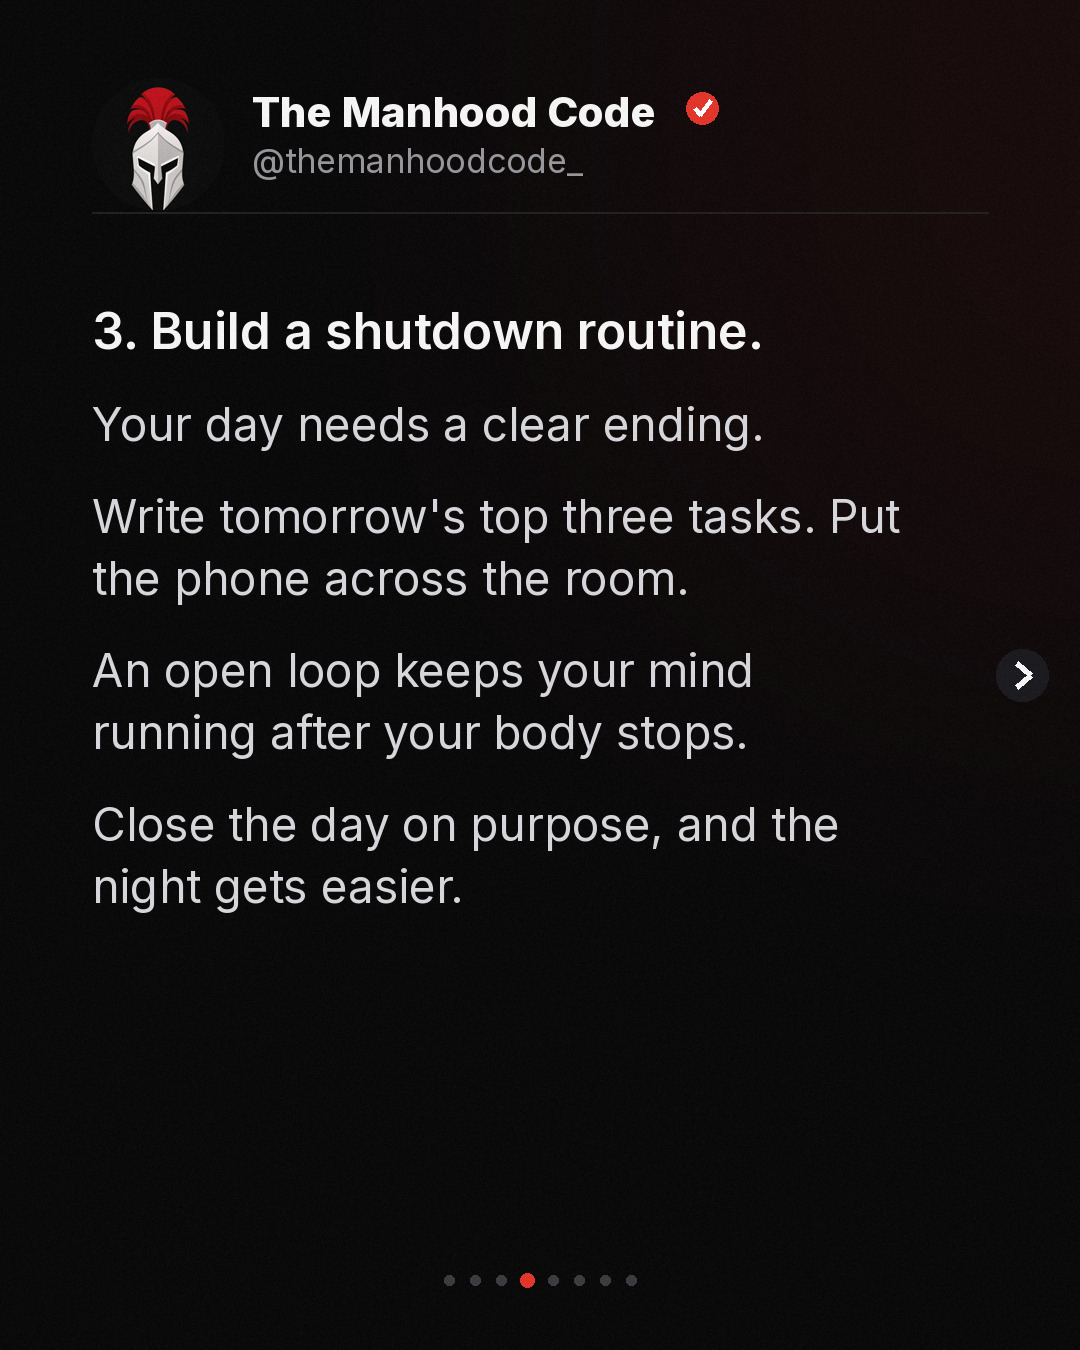 The Manhood Code
@themanhoodcode_
3. Build a shutdown routine.
Your day needs a clear ending.
Write tomorrow's top three tasks. Put
the phone across the room.
An open loop keeps your mind
running after your body stops.
Close the day on purpose, and the
night gets easier.